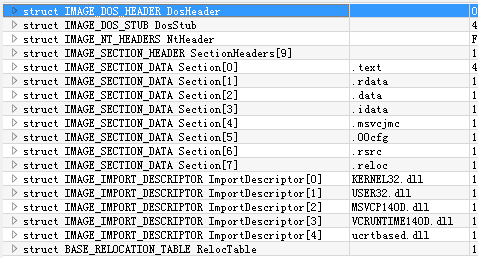 struct IMAGE_DOS_HEADER DosHeader 0
struct IMAGE_DOS_STUB DosStub 4
struct IMAGE_NT_HEADERS NtHeader F
struct IMAGE_SECTION_HEADER SectionHeaders[9] 1
struct IMAGE_SECTION_DATA Section[0] .text 4
struct IMAGE_SECTION_DATA Section[1] .rdata 1
struct IMAGE_SECTION_DATA Section[2] .data 1
struct IMAGE_SECTION_DATA Section[3] .idata 1
struct IMAGE_SECTION_DATA Section[4] .msvcjmc 1
struct IMAGE_SECTION_DATA Section[5] .00cfg 1
struct IMAGE_SECTION_DATA Section[6] .rsrc 1
struct IMAGE_SECTION_DATA Section[7] .reloc 1
struct IMAGE_IMPORT_DESCRIPTOR ImportDescriptor[0] KERNEL32.dll 1
struct IMAGE_IMPORT_DESCRIPTOR ImportDescriptor[1] USER32.dll 1
struct IMAGE_IMPORT_DESCRIPTOR ImportDescriptor[2] MSVCP140D.dll 1
struct IMAGE_IMPORT_DESCRIPTOR ImportDescriptor[3] VCRUNTIME140D.dll 1
struct IMAGE_IMPORT_DESCRIPTOR ImportDescriptor[4] ucrtbased.dll 1
struct BASE_RELOCATION_TABLE RelocTable 1